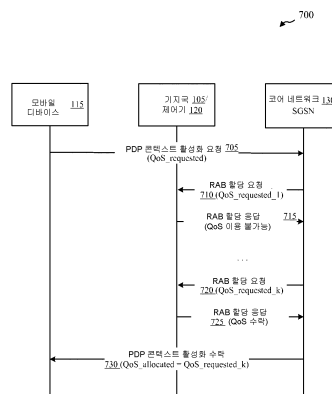 700
모바일 115
디바이스
기지국 105/
제어기 120
코어 네트워크 130
SGSN
PDP 콘텍스트 활성화 요청 705
(QoS_requested)
RAB 할당 요청
710 (QoS_requested_1)
RAB 할당 응답 715
(QoS 이용 불가능)
...
RAB 할당 요청
720 (QoS_requested_k)
RAB 할당 응답
725 (QoS 수락)
PDP 콘텍스트 활성화 수락
730 (QoS_allocated = QoS_requested_k)